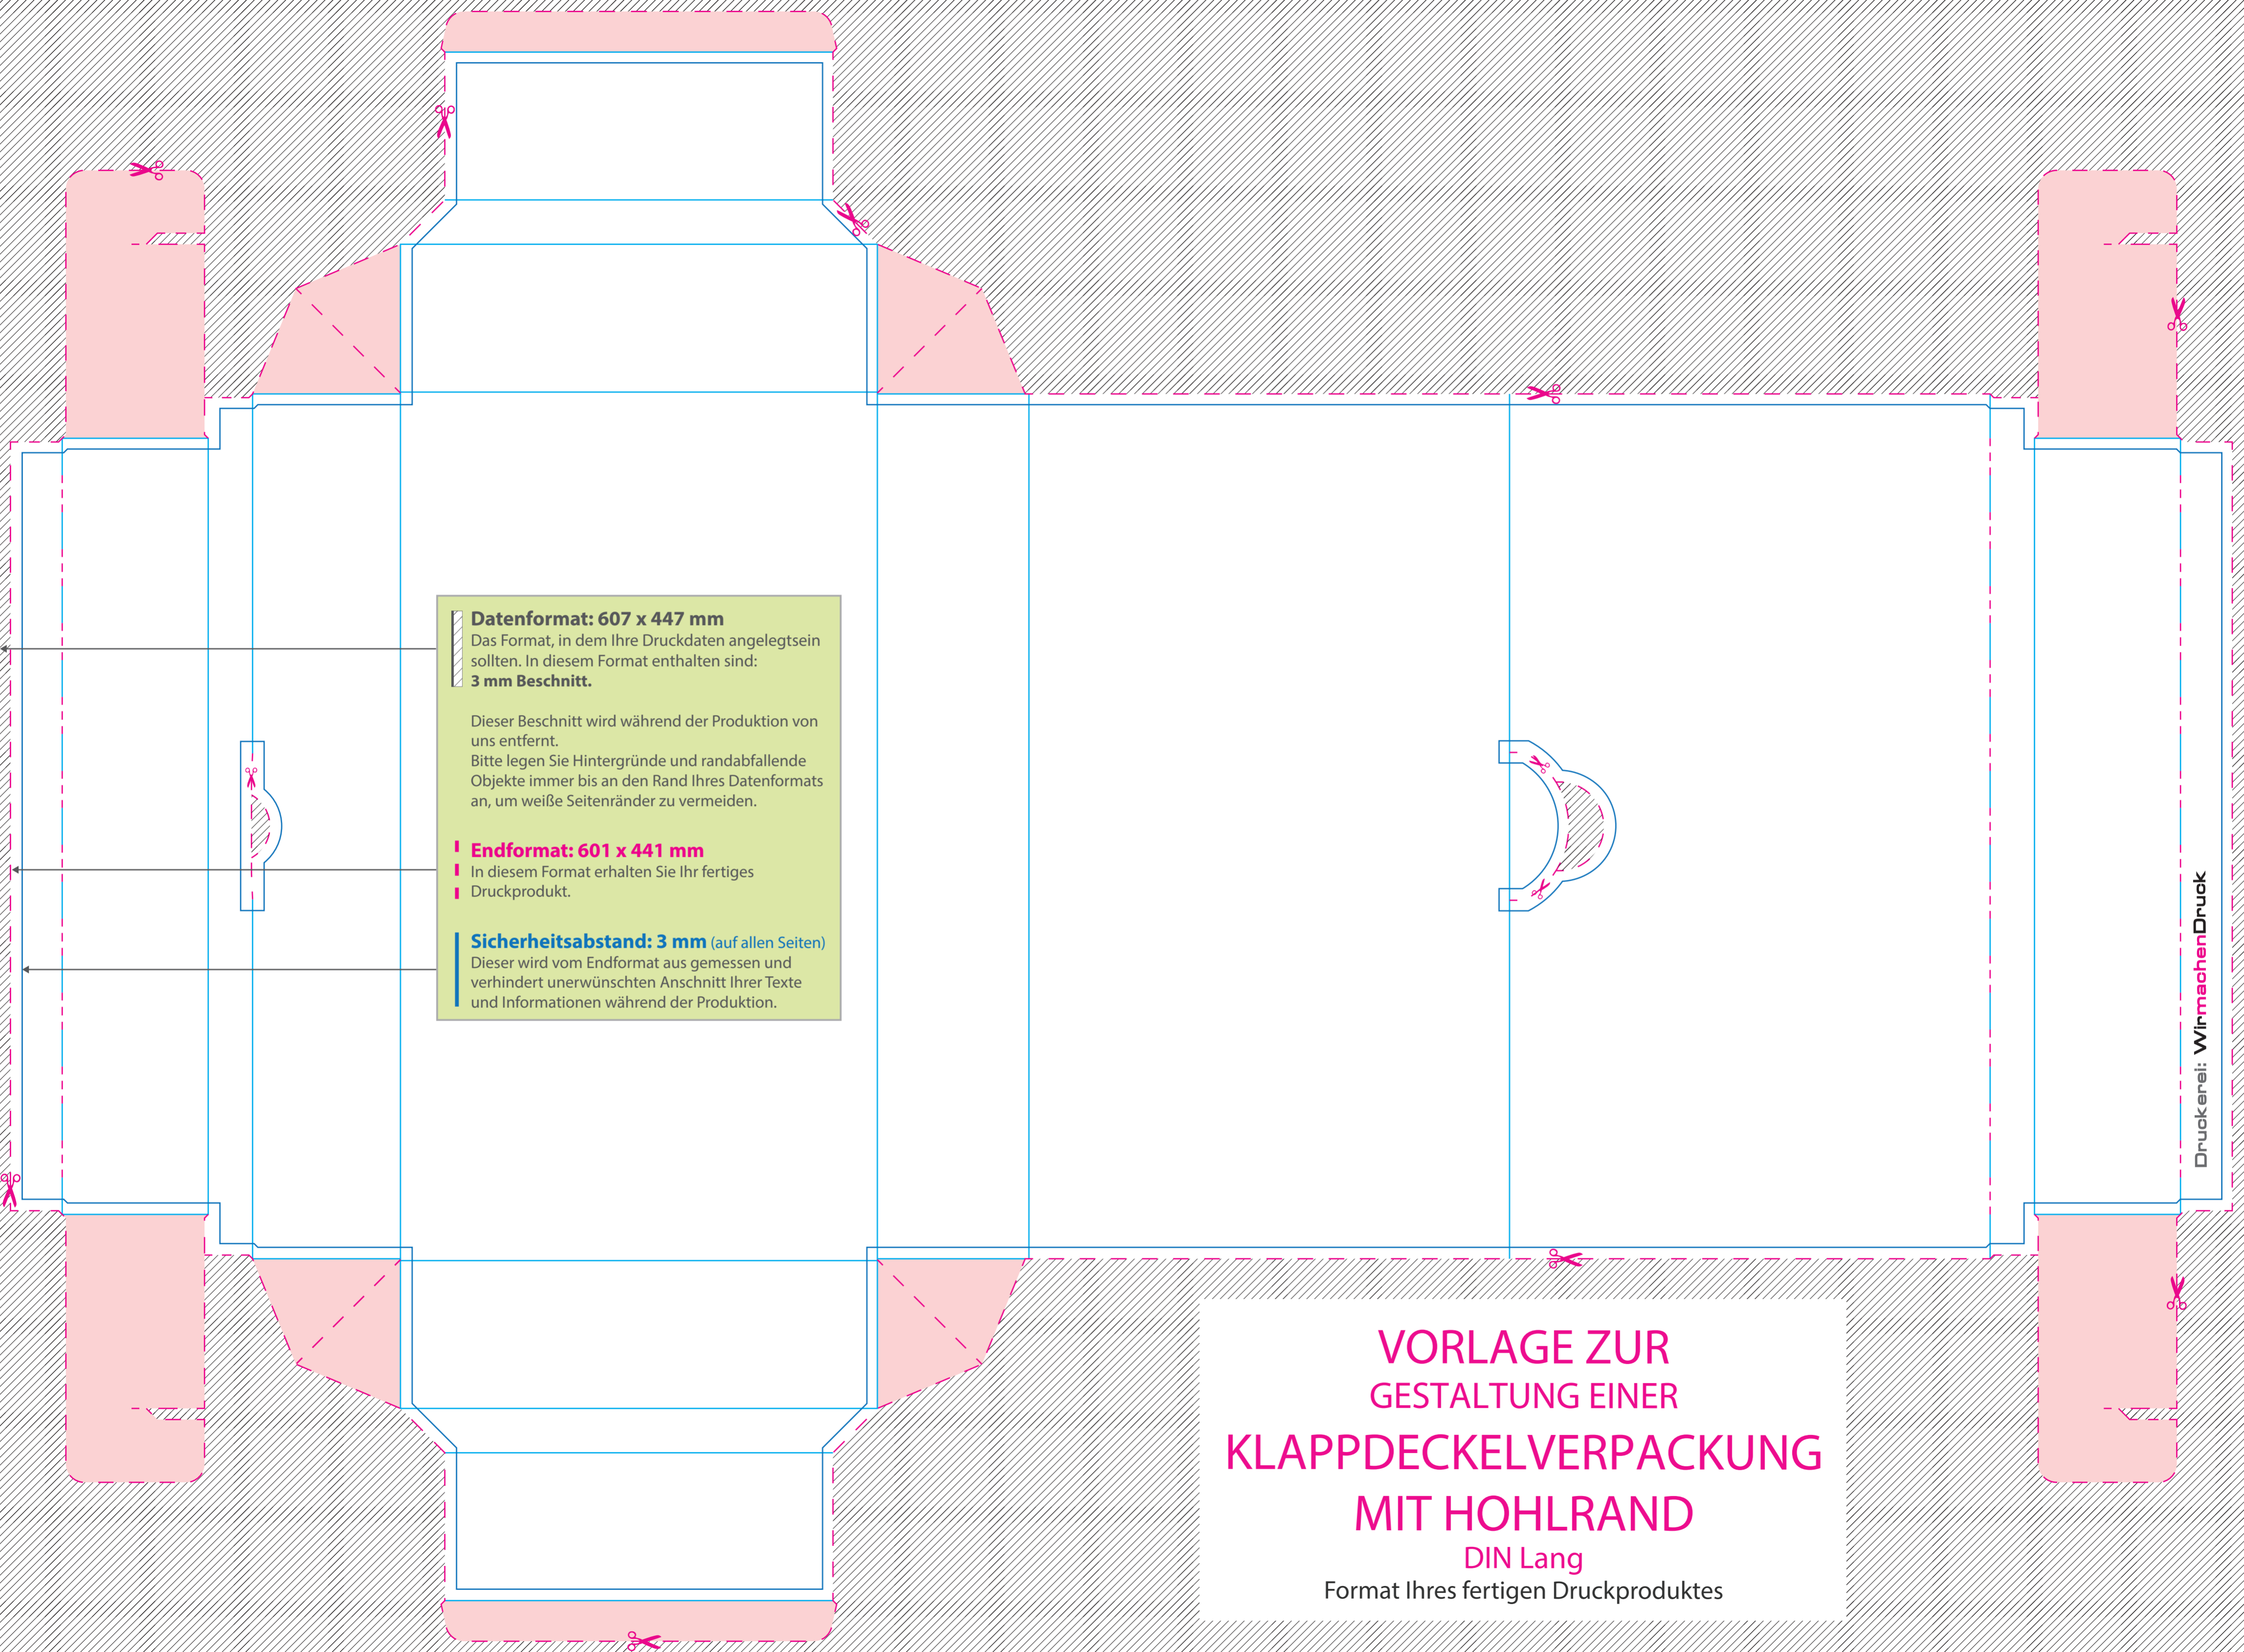 Datenformat: 607 x 447 mm
Das Format, in dem Ihre Druckdaten angelegtsein
sollten. In diesem Format enthalten sind:
3 mm Beschnitt.
Dieser Beschnitt wird während der Produktion von
uns entfernt.
Bitte legen Sie Hintergründe und randabfallende
Objekte immer bis an den Rand Ihres Datenformats
an, um weiße Seitenränder zu vermeiden.
Endformat: 601 x 441 mm
In diesem Format erhalten Sie Ihr fertiges
Druckprodukt.
Sicherheitsabstand: 3 mm (auf allen Seiten)
Dieser wird vom Endformat aus gemessen und
verhindert unerwünschten Anschnitt Ihrer Texte
und Informationen während der Produktion.
Druckerei: WirmachenDruck
VORLAGE ZUR
GESTALTUNG EINER
KLAPPDECKELVERPACKUNG
MIT HOHLRAND
DIN Lang
Format Ihres fertigen Druckproduktes